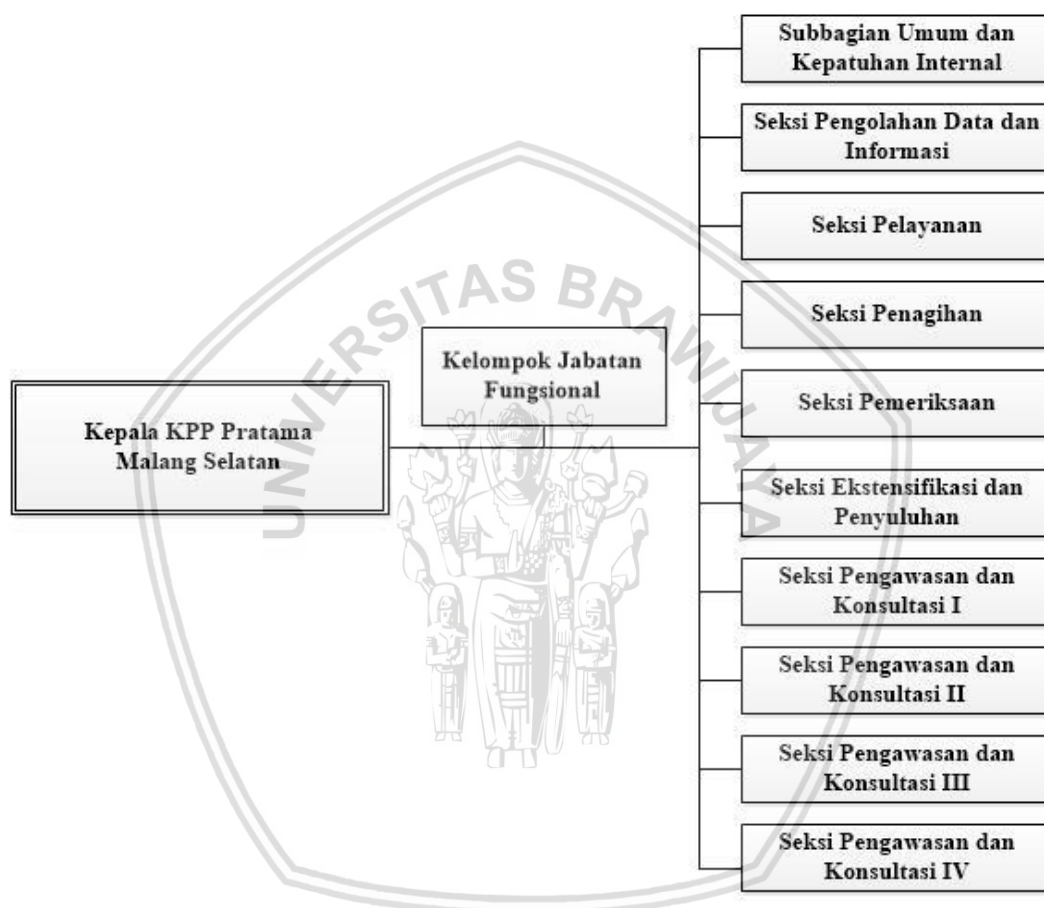 Subbagian Umum dan
Kepatuhan Internal
Seksi Pengolahan Data dan
Informasi
Seksi Pelayanan
Seksi Penagihan
Kelompok Jabatan
Fungsional
Kepala KPP Pratama
Malang Selatan
Seksi Pemeriksaan
Seksi Ekstensifikasi dan
Penyuluhan
Seksi Pengawasan dan
Konsultasi I
Seksi Pengawasan dan
Konsultasi II
Seksi Pengawasan dan
Konsultasi III
Seksi Pengawasan dan
Konsultasi IV
UNIVERSITAS BRAWIJAYA